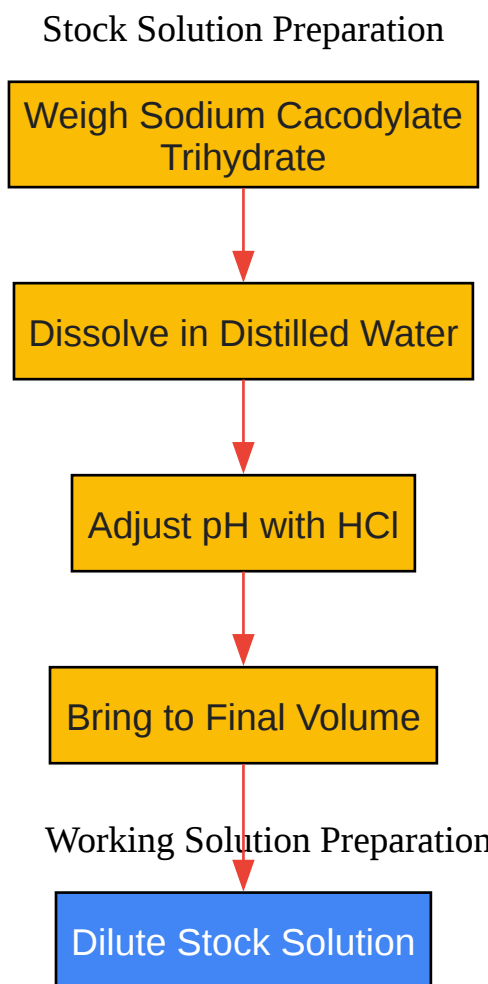 Stock Solution Preparation
Weigh Sodium Cacodylate
Trihydrate
Dissolve in Distilled Water
Adjust pH with HCl
Bring to Final Volume
Working Solution Preparation
Dilute Stock Solution